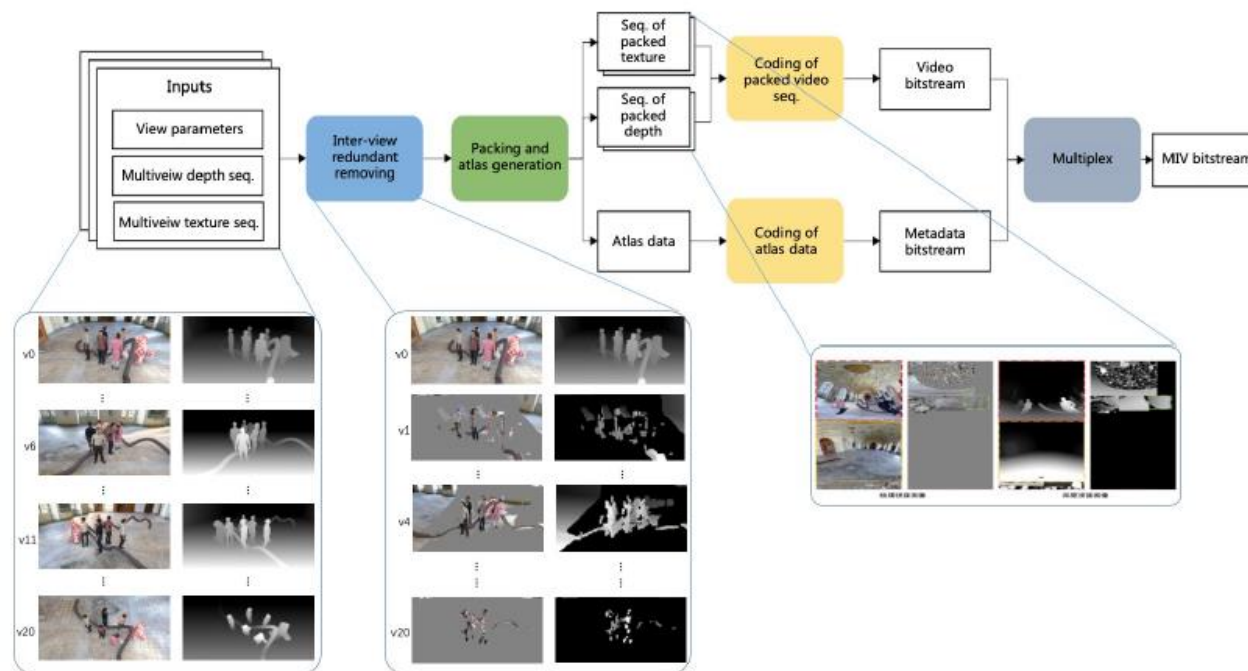 Inputs
View parameters
Multiveiw depth seq.
Multiveiw texture seq.
Inter-view
redundant
removing
Packing and
atlas generation
Seq. of
packed
texture
Seq. of
packed
depth
Atlas data
Coding of
packed video
seq.
Coding of
atlas data
Video
bitstream
Metadata
bitstream
Multiplex
MIV bitstream
v0
v6
v11
v20
v0
v1
v4
v20